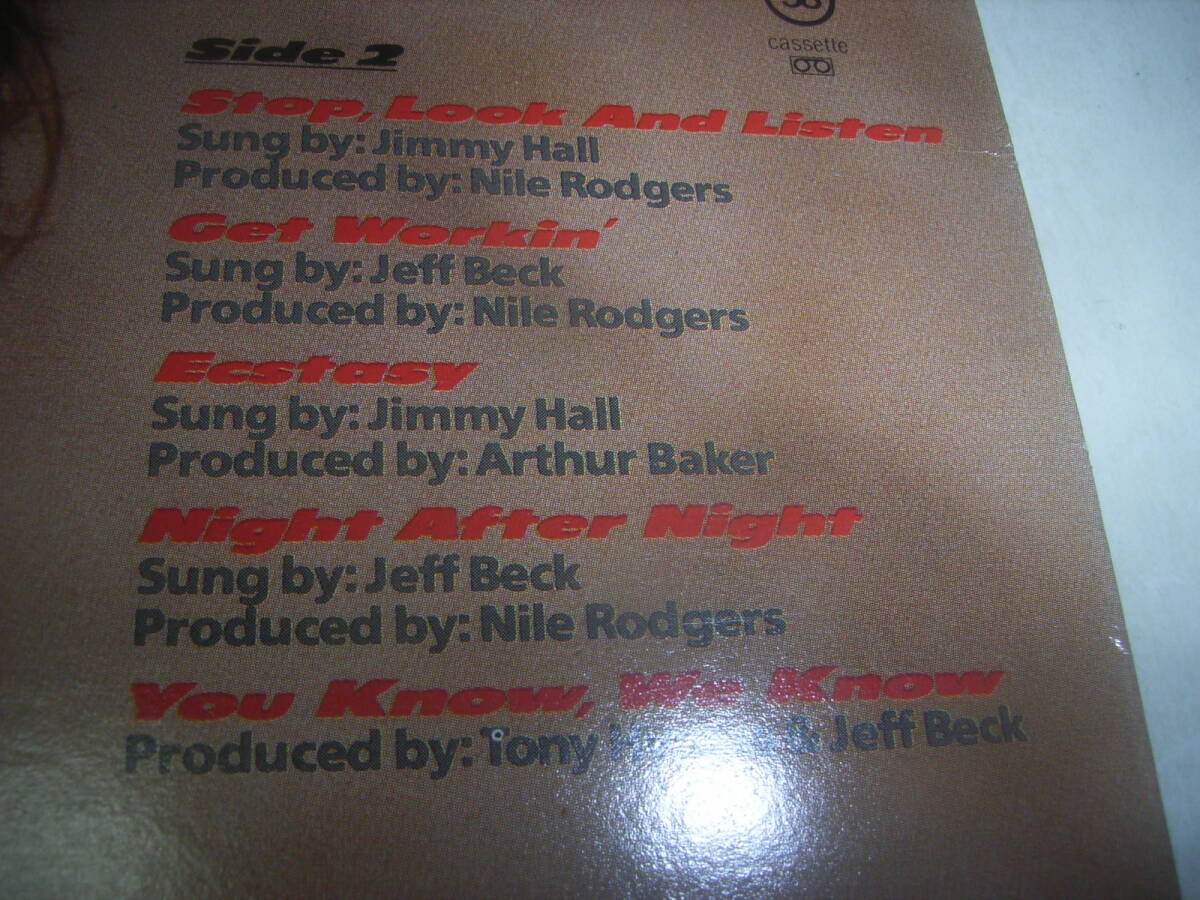 cassette
Side 2
Stop, Look And Listen
Sung by: Jimmy Hall
Produced by: Nile Rodgers
Get Workin'
Sung by: Jeff Beck
Produced by: Nile Rodgers
Ecstasy
Sung by: Jimmy Hall
Produced by: Arthur Baker
Night After Night
Sung by: Jeff Beck
Produced by: Nile Rodgers
You Know, We Know
Produced by: Tony & Jeff Beck